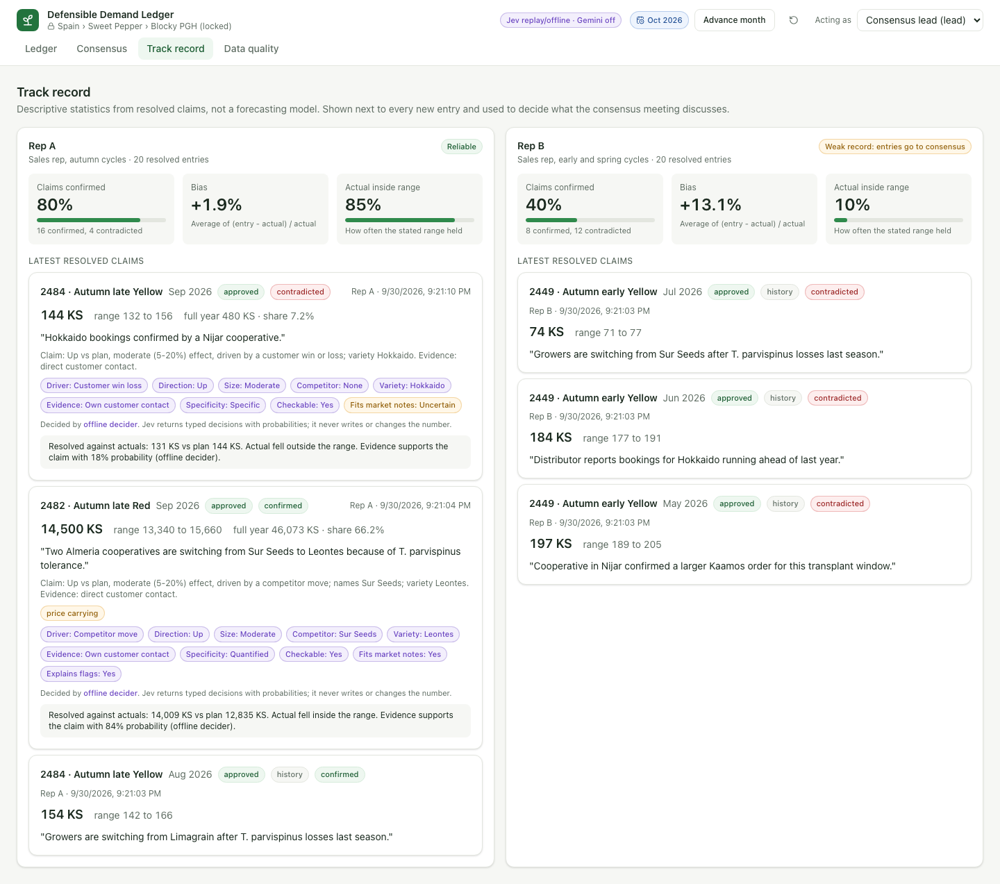 Defensible Demand Ledger
Spain › Sweet Pepper › Blocky PGH (locked)
Jev replay/offline · Gemini off
Oct 2026
Advance month
Acting as
Consensus lead (lead)
Ledger
Consensus
Track record
Data quality
Track record
Descriptive statistics from resolved claims, not a forecasting model. Shown next to every new entry and used to decide what the consensus meeting discusses.
Rep A
Reliable
Sales rep, autumn cycles · 20 resolved entries
Claims confirmed
80%
16 confirmed, 4 contradicted
Bias
+1.9%
Average of (entry - actual) / actual
Actual inside range
85%
How often the stated range held
LATEST RESOLVED CLAIMS
2484 · Autumn late Yellow Sep 2026 approved contradicted Rep A · 9/30/2026, 9:21:10 PM
144 KS range 132 to 156 full year 480 KS · share 7.2%
"Hokkaido bookings confirmed by a Nijar cooperative."
Claim: Up vs plan, moderate (5-20%) effect, driven by a customer win or loss; variety Hokkaido. Evidence:
direct customer contact.
Driver: Customer win loss Direction: Up Size: Moderate Competitor: None Variety: Hokkaido
Evidence: Own customer contact Specificity: Specific Checkable: Yes Fits market notes: Uncertain
Decided by offline decider. Jev returns typed decisions with probabilities; it never writes or changes the number.
Resolved against actuals: 131 KS vs plan 144 KS. Actual fell outside the range. Evidence supports the
claim with 18% probability (offline decider).
2482 · Autumn late Red Sep 2026 approved confirmed Rep A · 9/30/2026, 9:21:04 PM
14,500 KS range 13,340 to 15,660 full year 46,073 KS · share 66.2%
"Two Almeria cooperatives are switching from Sur Seeds to Leontes because of T. parvispinus
tolerance."
Claim: Up vs plan, moderate (5-20%) effect, driven by a competitor move; names Sur Seeds; variety Leontes.
Evidence: direct customer contact.
price carrying
Driver: Competitor move Direction: Up Size: Moderate Competitor: Sur Seeds Variety: Leontes
Evidence: Own customer contact Specificity: Quantified Checkable: Yes Fits market notes: Yes
Explains flags: Yes
Decided by offline decider. Jev returns typed decisions with probabilities; it never writes or changes the number.
Resolved against actuals: 14,009 KS vs plan 12,835 KS. Actual fell inside the range. Evidence supports
the claim with 84% probability (offline decider).
2484 · Autumn late Yellow Aug 2026 approved history confirmed
Rep A · 9/30/2026, 9:21:03 PM
154 KS range 142 to 166
"Growers are switching from Limagrain after T. parvispinus losses last season."
Rep B
Weak record: entries go to consensus
Sales rep, early and spring cycles · 20 resolved entries
Claims confirmed
40%
8 confirmed, 12 contradicted
Bias
+13.1%
Average of (entry - actual) / actual
Actual inside range
10%
How often the stated range held
LATEST RESOLVED CLAIMS
2449 · Autumn early Yellow Jul 2026 approved history contradicted
Rep B · 9/30/2026, 9:21:03 PM
74 KS range 71 to 77
"Growers are switching from Sur Seeds after T. parvispinus losses last season."
2449 · Autumn early Yellow Jun 2026 approved history contradicted
Rep B · 9/30/2026, 9:21:03 PM
184 KS range 177 to 191
"Distributor reports bookings for Hokkaido running ahead of last year."
2449 · Autumn early Yellow May 2026 approved history contradicted
Rep B · 9/30/2026, 9:21:03 PM
197 KS range 189 to 205
"Cooperative in Nijar confirmed a larger Kaamos order for this transplant window."